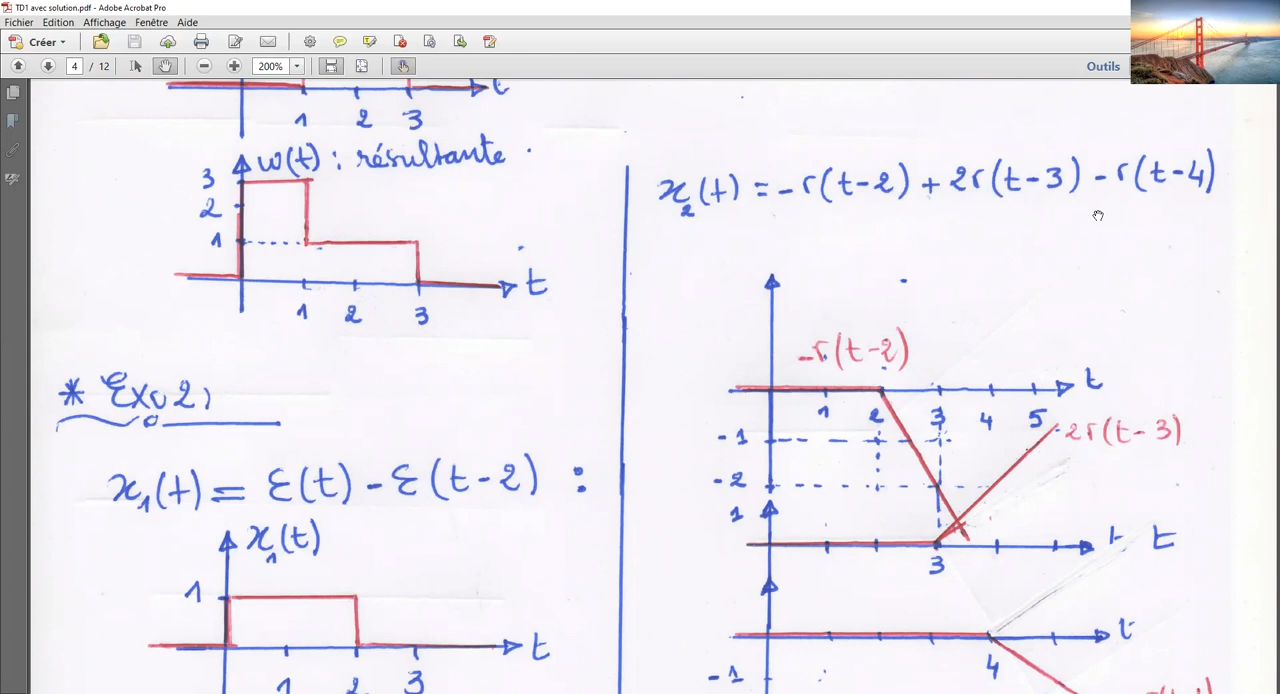 TD1 avec solution.pdf - Adobe Acrobat Pro
Fichier Edition Affichage Fenêtre Aide
Créer
4 / 12 200% Outils
t
1 2 3
w(t) : résultante
3
2
1
t
1 2 3
* Exo 2 :
x₁(t) = ε(t) - ε(t-2) :
x₁(t)
1
t
1 2 3
x₂(t) = -r(t-2) + 2r(t-3) - r(t-4)
-r(t-2)
t
1 2 3 4 5
2r(t-3)
-1
-2
1
t t
3
t
4
-1